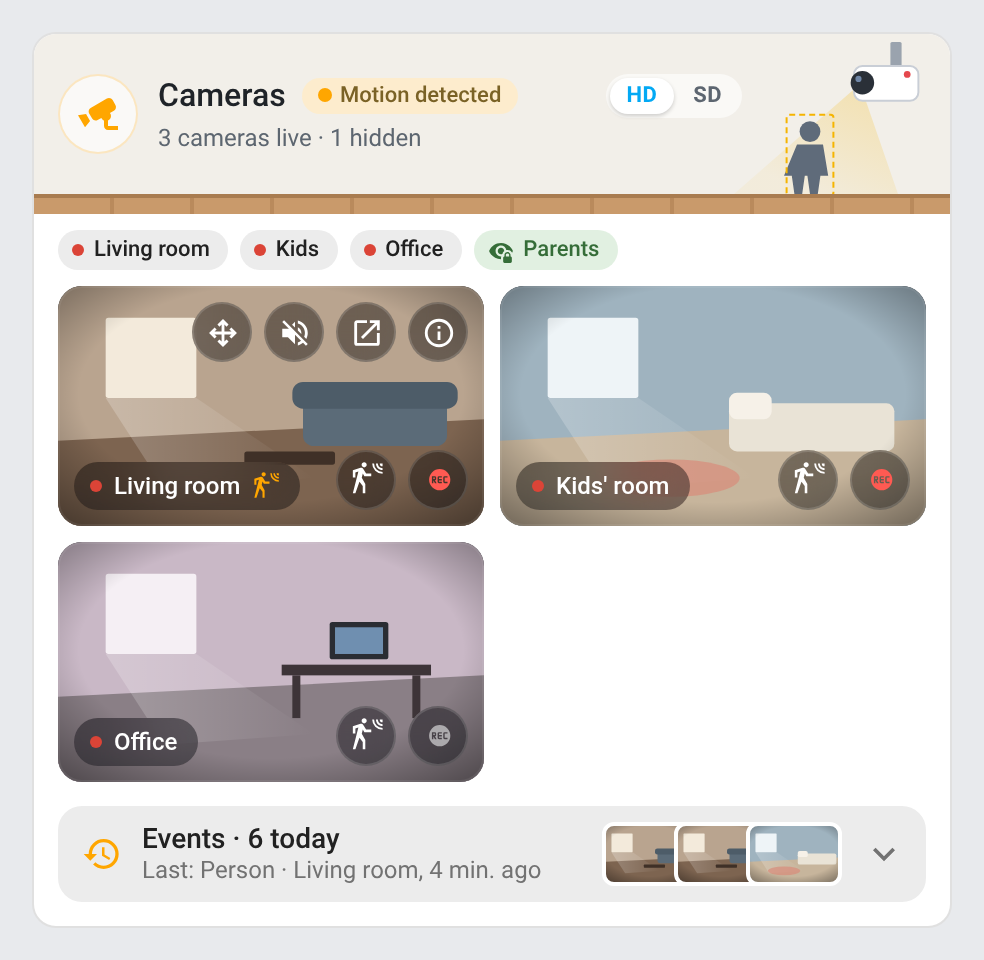 Cameras
Motion detected
3 cameras live · 1 hidden
HD
SD
Living room
Kids
Office
Parents
Living room
REC
Kids' room
REC
Office
REC
Events · 6 today
Last: Person · Living room, 4 min. ago